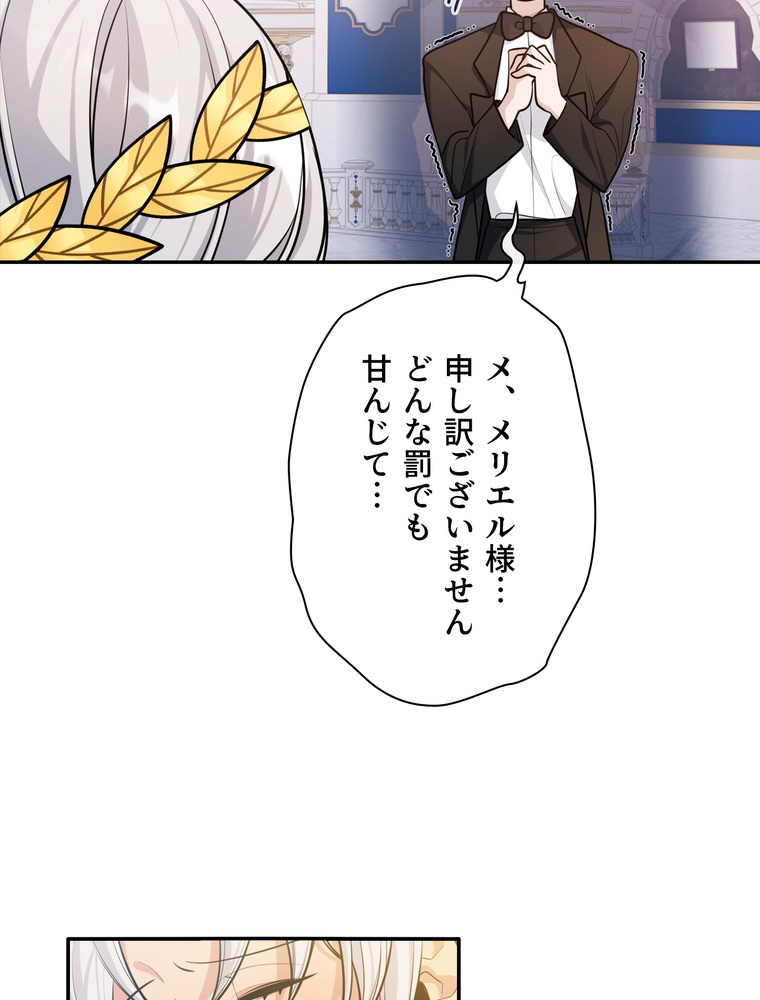 メ、メリエル様…
申し訳ございません
どんな罰でも
甘んじて…